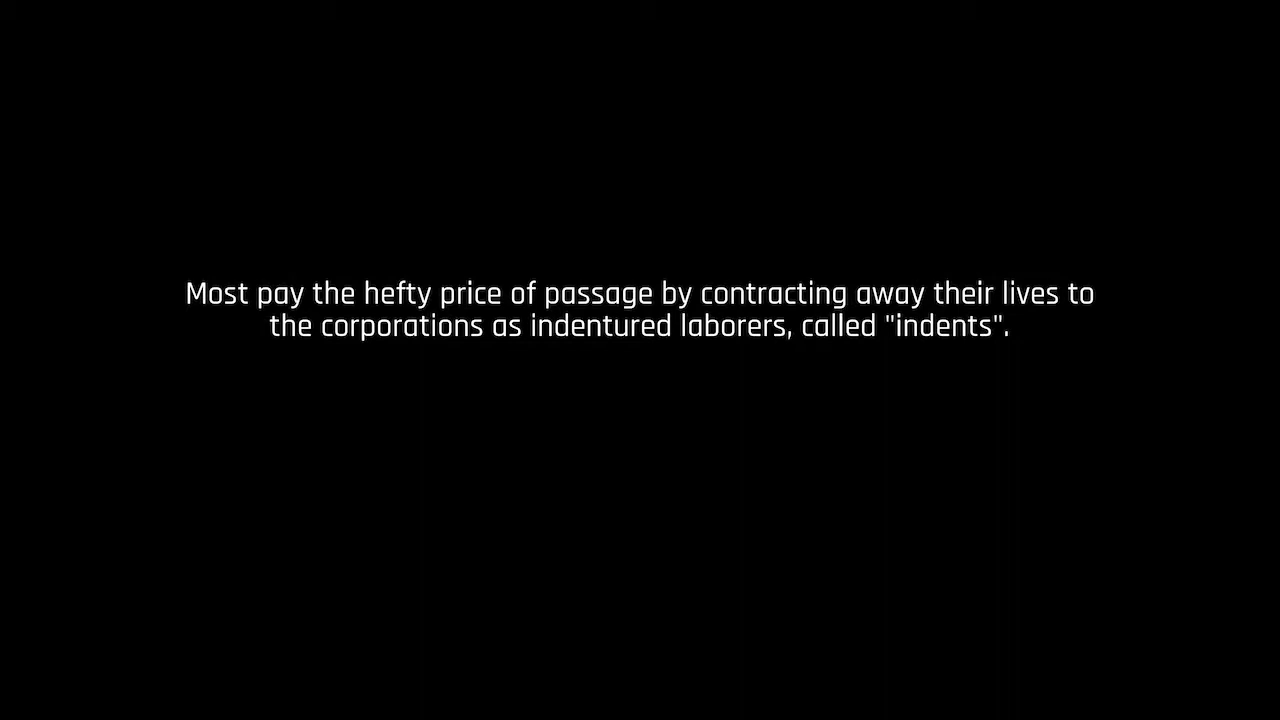 Most pay the hefty price of passage by contracting away their lives to
the corporations as indentured laborers, called "indents".